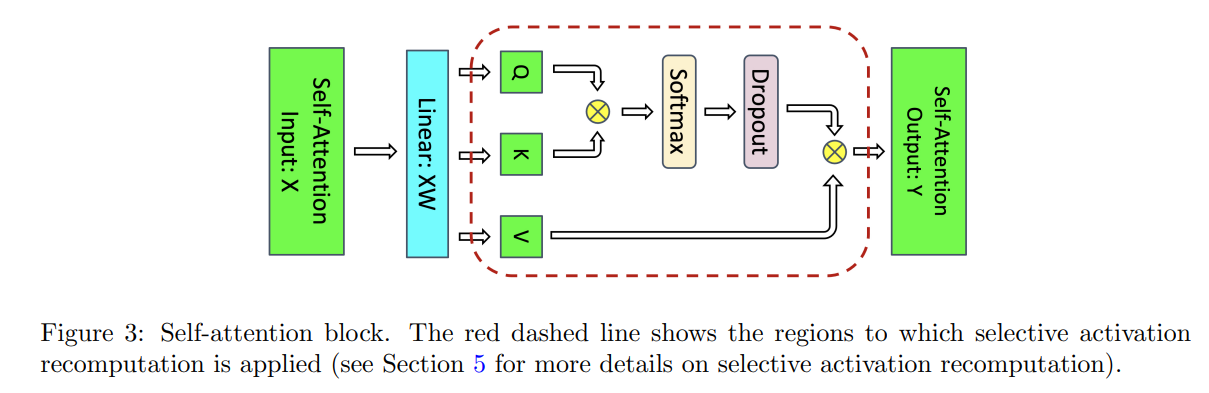 Self-Attention
Input: X
Linear: XW
Q
K
V
Softmax
Dropout
Self-Attention
Output: Y
Figure 3: Self-attention block. The red dashed line shows the regions to which selective activation
recomputation is applied (see Section 5 for more details on selective activation recomputation).